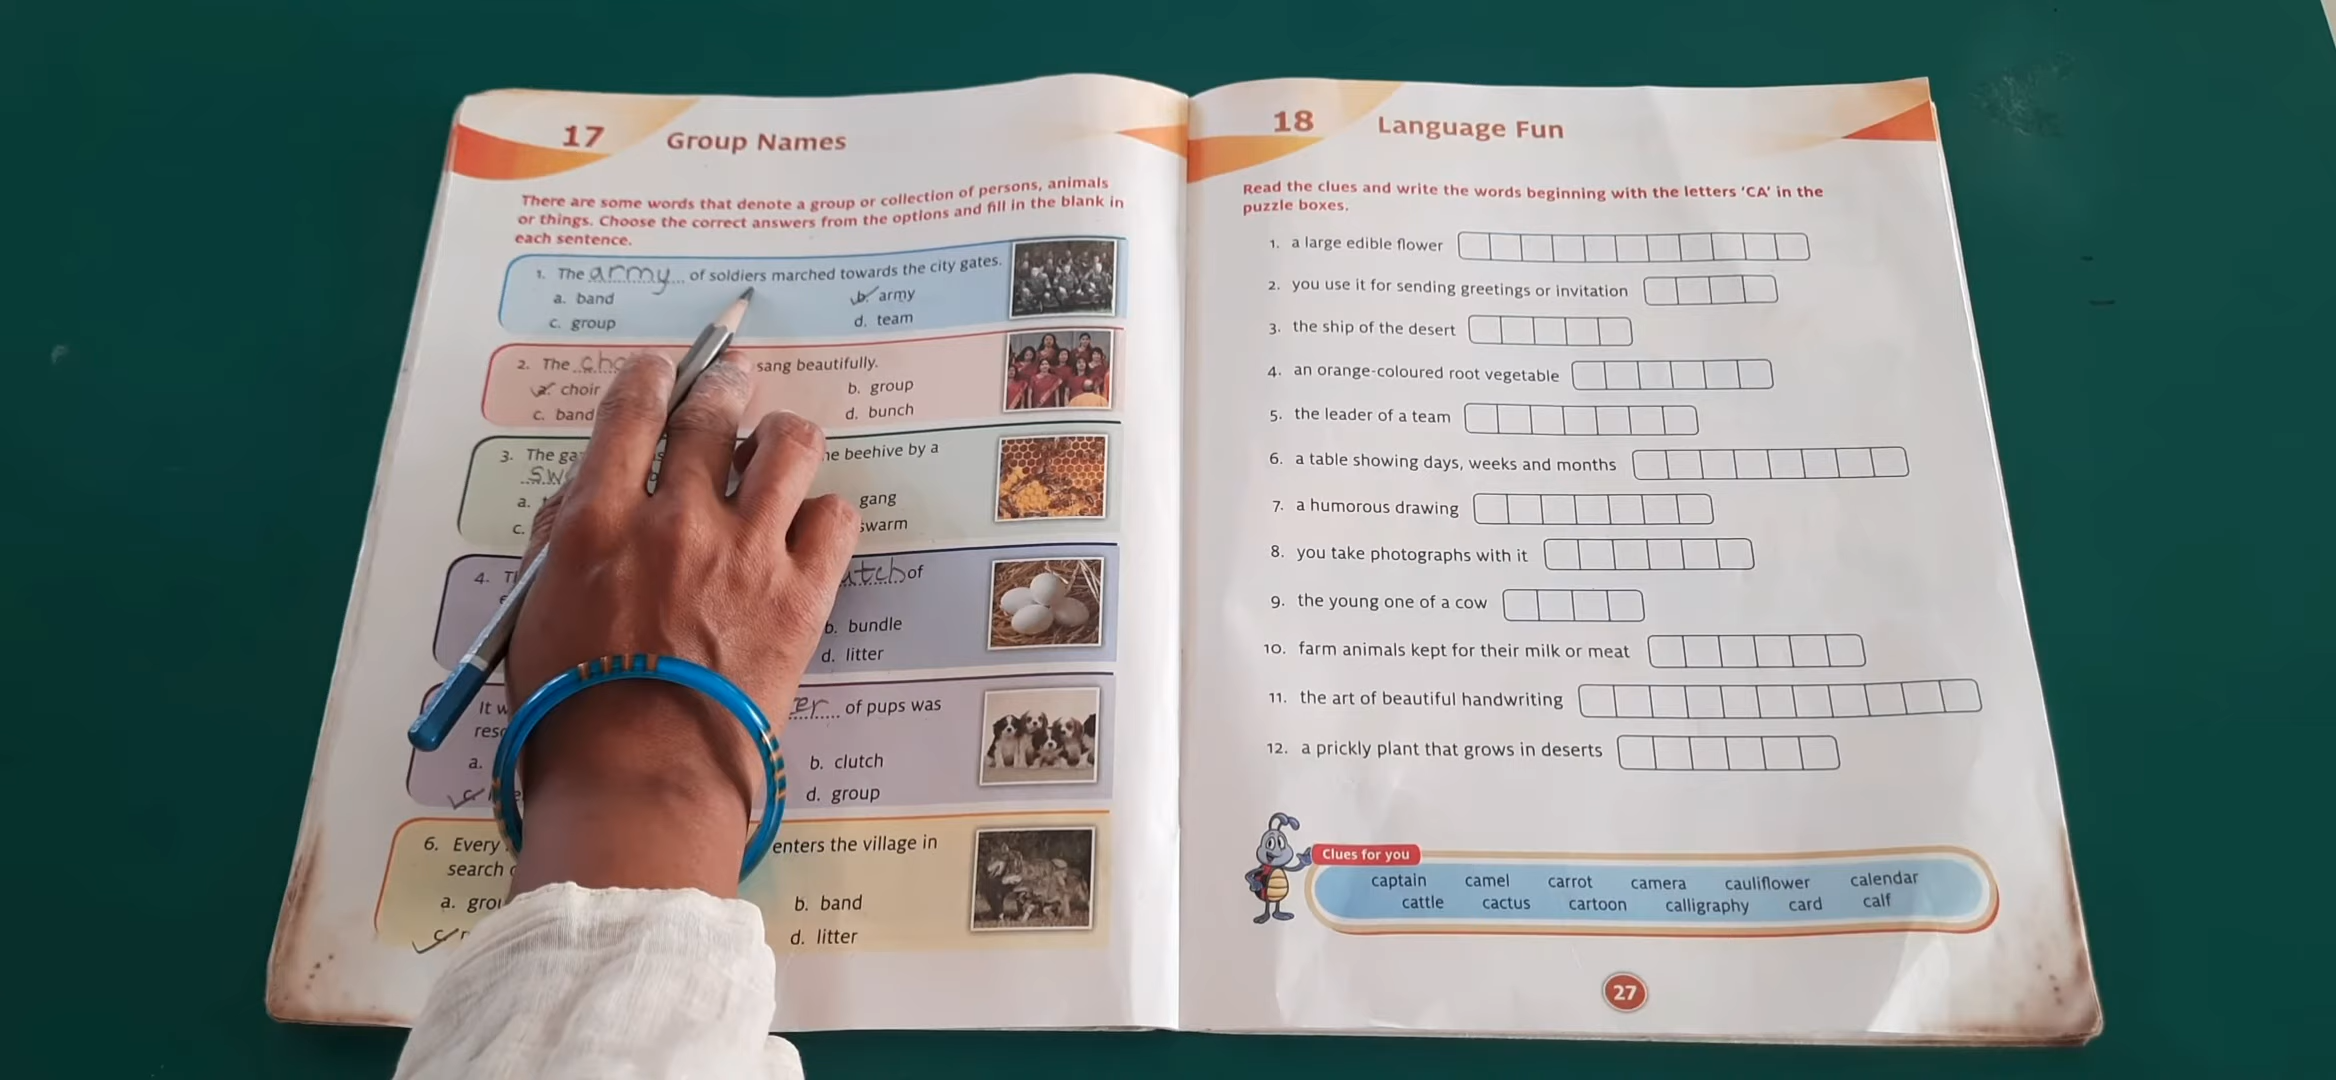 17 Group Names
There are some words that denote a group or collection of persons, animals
or things. Choose the correct answers from the options and fill in the blank in
each sentence.
1. The army of soldiers marched towards the city gates.
a. band b. army
c. group d. team
2. The sang beautifully.
a. choir b. group
c. band d. bunch
3. The beehive by a
a. gang
c. swarm
4. of
b. bundle
d. litter
It of pups was
a. b. clutch
c. d. group
6. Every enters the village in
search
a. b. band
c. d. litter
18 Language Fun
Read the clues and write the words beginning with the letters 'CA' in the
puzzle boxes.
1. a large edible flower
2. you use it for sending greetings or invitation
3. the ship of the desert
4. an orange-coloured root vegetable
5. the leader of a team
6. a table showing days, weeks and months
7. a humorous drawing
8. you take photographs with it
9. the young one of a cow
10. farm animals kept for their milk or meat
11. the art of beautiful handwriting
12. a prickly plant that grows in deserts
Clues for you
captain camel carrot camera cauliflower calendar
cattle cactus cartoon calligraphy card calf
27